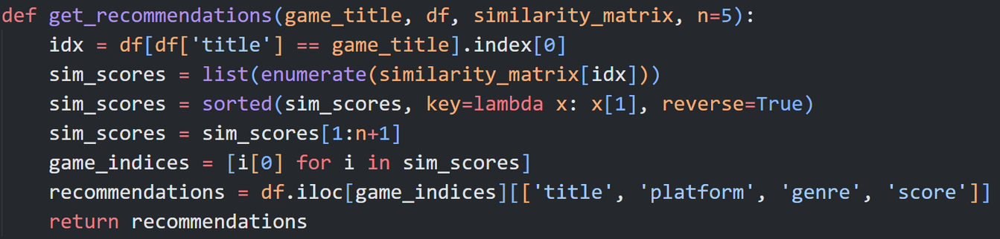 def get_recommendations(game_title, df, similarity_matrix, n=5):
    idx = df[df['title'] == game_title].index[0]
    sim_scores = list(enumerate(similarity_matrix[idx]))
    sim_scores = sorted(sim_scores, key=lambda x: x[1], reverse=True)
    sim_scores = sim_scores[1:n+1]
    game_indices = [i[0] for i in sim_scores]
    recommendations = df.iloc[game_indices][['title', 'platform', 'genre', 'score']]
    return recommendations